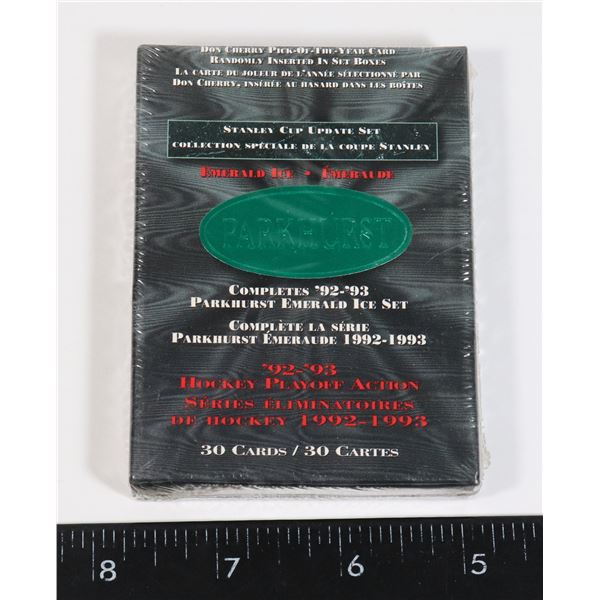 DON CHERRY PICK-OF-THE-YEAR CARD
RANDOMLY INSERTED IN SET BOXES
LA CARTE DU JOUEUR DE L'ANNÉE SÉLECTIONNÉ PAR
DON CHERRY, INSÉRÉE AU HASARD DANS LES BOÎTES
STANLEY CUP UPDATE SET
COLLECTION SPÉCIALE DE LA COUPE STANLEY
EMERALD ICE • ÉMERAUDE
PARKHURST
COMPLETES '92-'93
PARKHURST EMERALD ICE SET
COMPLÈTE LA SÉRIE
PARKHURST ÉMERAUDE 1992-1993
'92-'93
HOCKEY PLAYOFF ACTION
SÉRIES ÉLIMINATOIRES
DE HOCKEY 1992-1993
30 CARDS / 30 CARTES
8 7 6 5